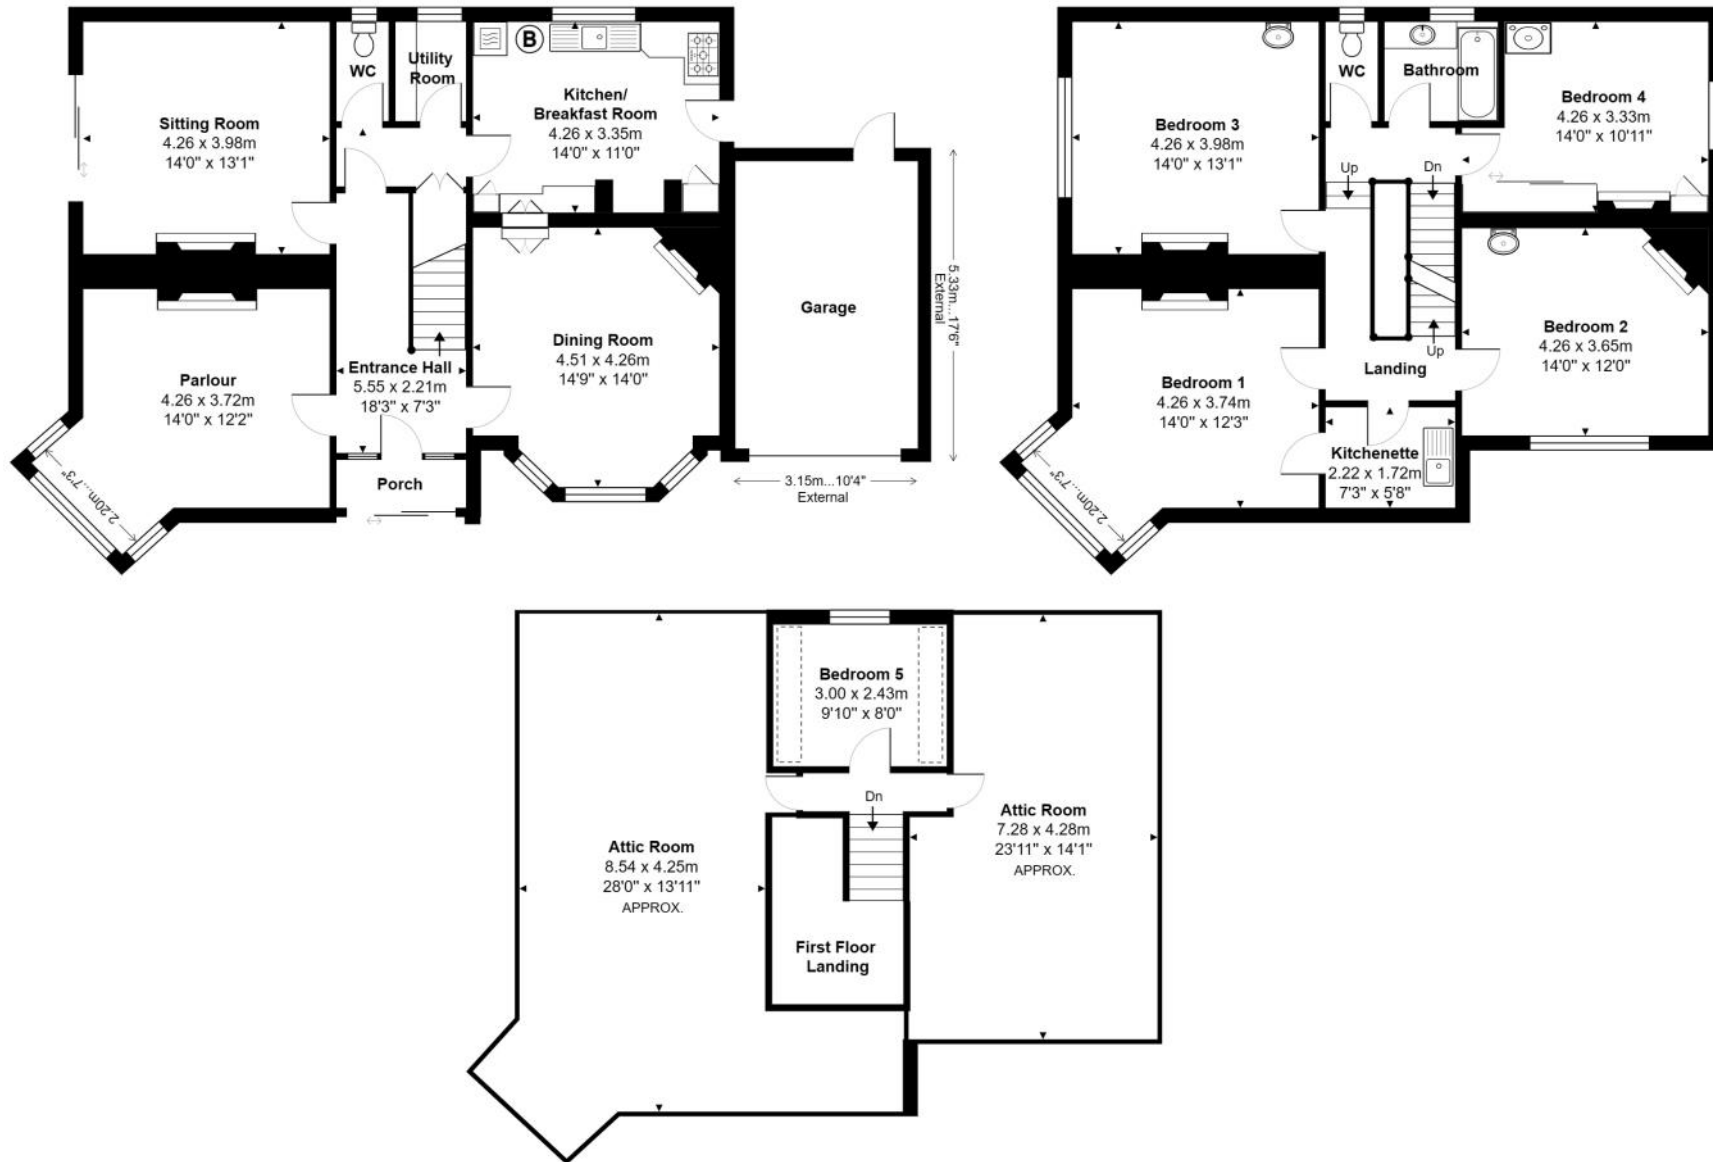 Sitting Room
4.26 x 3.98m
14'0" x 13'1"
WC
Utility
Room
B
Kitchen/
Breakfast Room
4.26 x 3.35m
14'0" x 11'0"
Parlour
4.26 x 3.72m
14'0" x 12'2"
2.20m...7'3"
Entrance Hall
5.55 x 2.21m
18'3" x 7'3"
Porch
Dining Room
4.51 x 4.26m
14'9" x 14'0"
Garage
5.33m...17'6"
External
3.15m...10'4"
External
Bedroom 3
4.26 x 3.98m
14'0" x 13'1"
WC
Bathroom
Bedroom 4
4.26 x 3.33m
14'0" x 10'11"
Up
Dn
Up
Landing
Bedroom 2
4.26 x 3.65m
14'0" x 12'0"
Bedroom 1
4.26 x 3.74m
14'0" x 12'3"
2.20m...7'3"
Kitchenette
2.22 x 1.72m
7'3" x 5'8"
Bedroom 5
3.00 x 2.43m
9'10" x 8'0"
Dn
Attic Room
8.54 x 4.25m
28'0" x 13'11"
APPROX.
Attic Room
7.28 x 4.28m
23'11" x 14'1"
APPROX.
First Floor
Landing